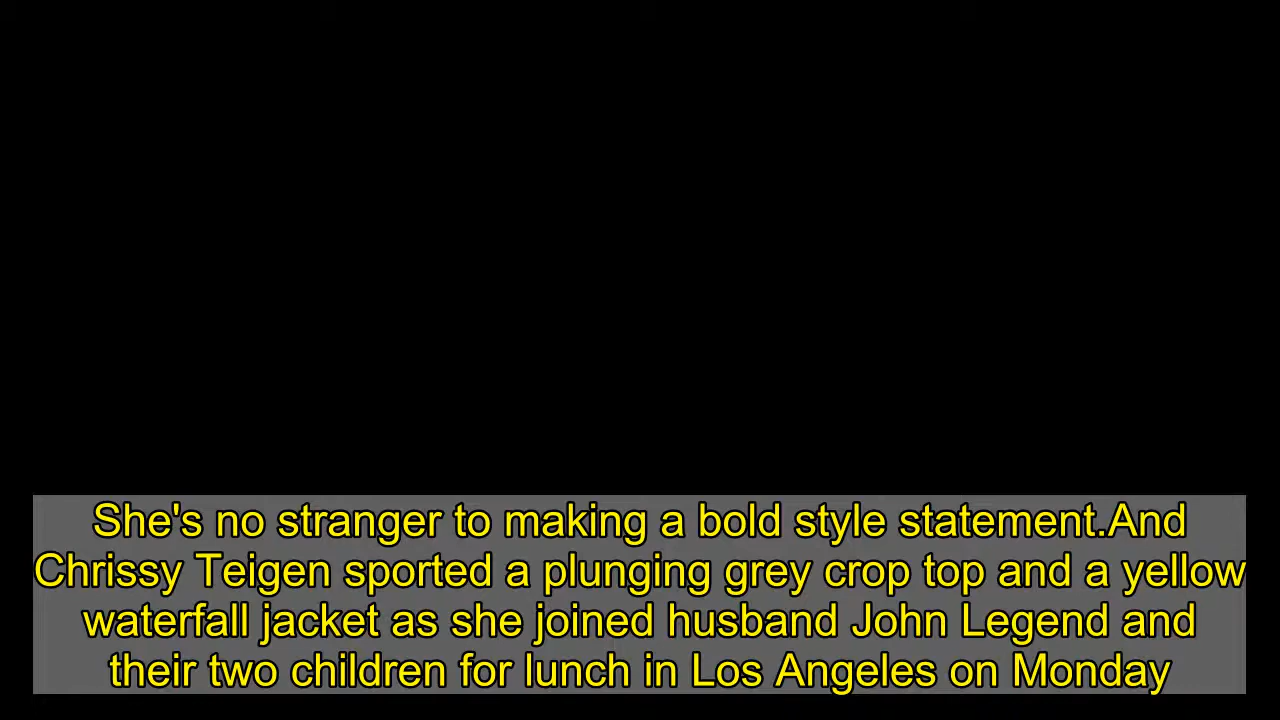 She's no stranger to making a bold style statement.And
Chrissy Teigen sported a plunging grey crop top and a yellow
waterfall jacket as she joined husband John Legend and
their two children for lunch in Los Angeles on Monday